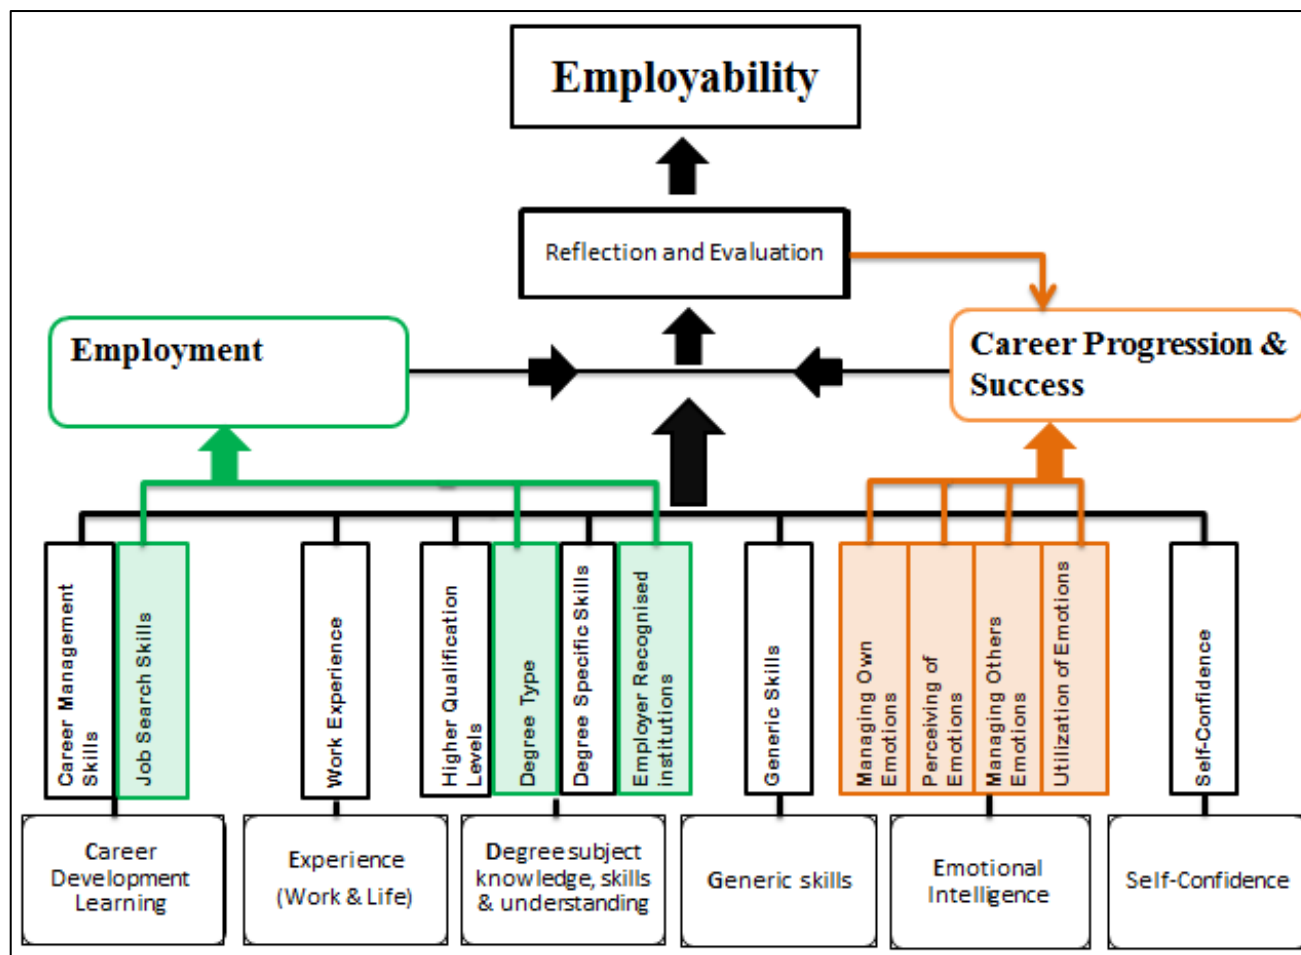 Employability
Reflection and Evaluation
Employment
Career Progression &
Success
Career Management
Skills
Job Search Skills
Work Experience
Higher Qualification
Levels
Degree Type
Degree Specific Skills
Employer Recognised
institutions
Generic Skills
Managing Own
Emotions
Perceiving of
Emotions
Managing Others
Emotions
Utilization of Emotions
Self-Confidence
Career
Development
Learning
Experience
(Work & Life)
Degree subject
knowledge, skills
& understanding
Generic skills
Emotional
Intelligence
Self-Confidence